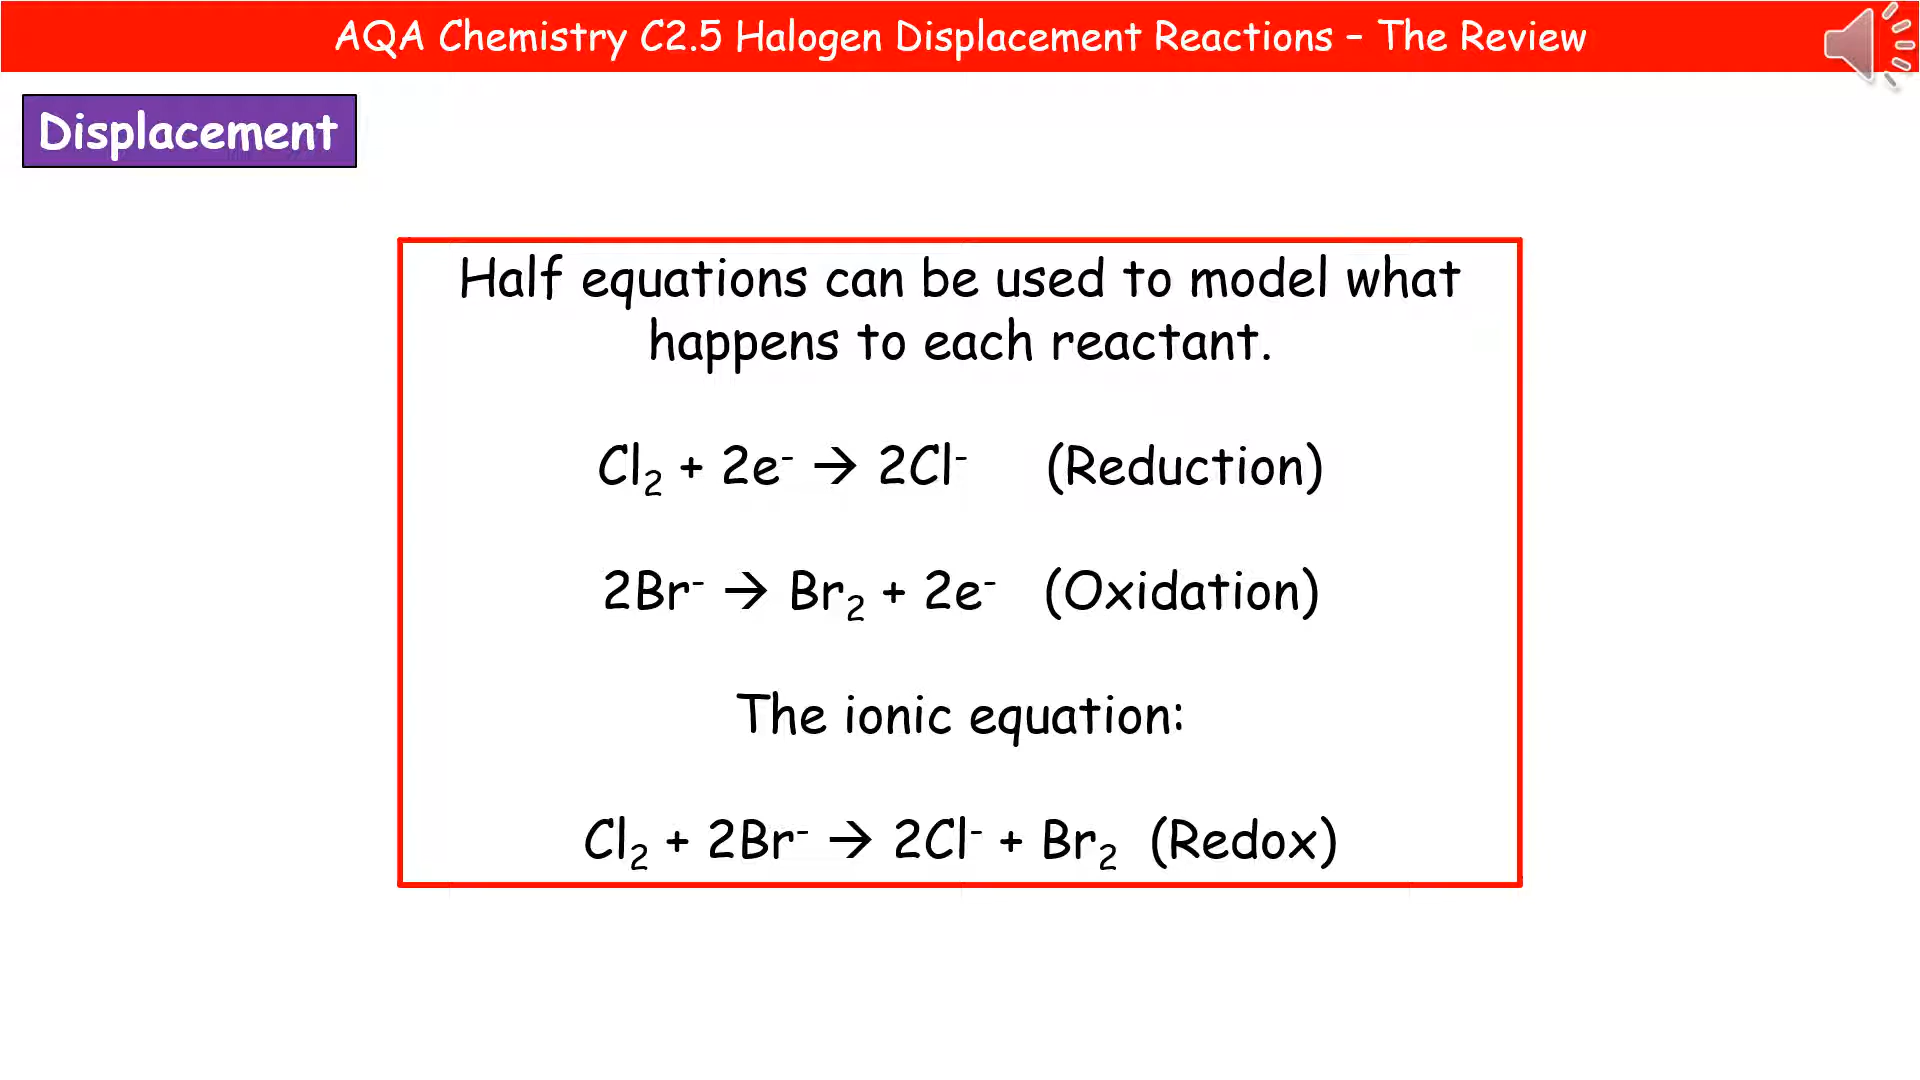 AQA Chemistry C2.5 Halogen Displacement Reactions – The Review
Displacement
Half equations can be used to model what
happens to each reactant.
Cl₂ + 2e⁻ → 2Cl⁻ (Reduction)
2Br⁻ → Br₂ + 2e⁻ (Oxidation)
The ionic equation:
Cl₂ + 2Br⁻ → 2Cl⁻ + Br₂ (Redox)